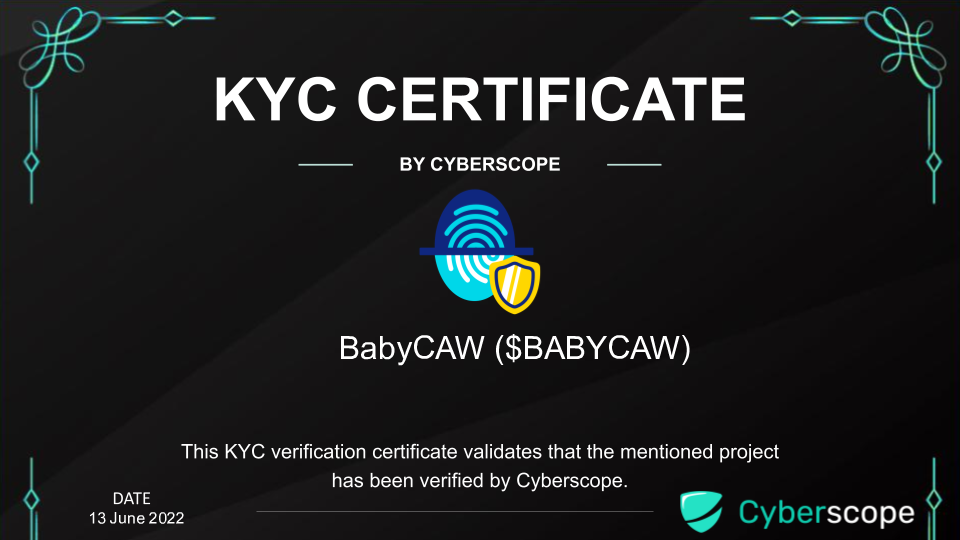 KYC CERTIFICATE
BY CYBERSCOPE
BabyCAW ($BABYCAW)
This KYC verification certificate validates that the mentioned project
has been verified by Cyberscope.
DATE
13 June 2022
Cyberscope